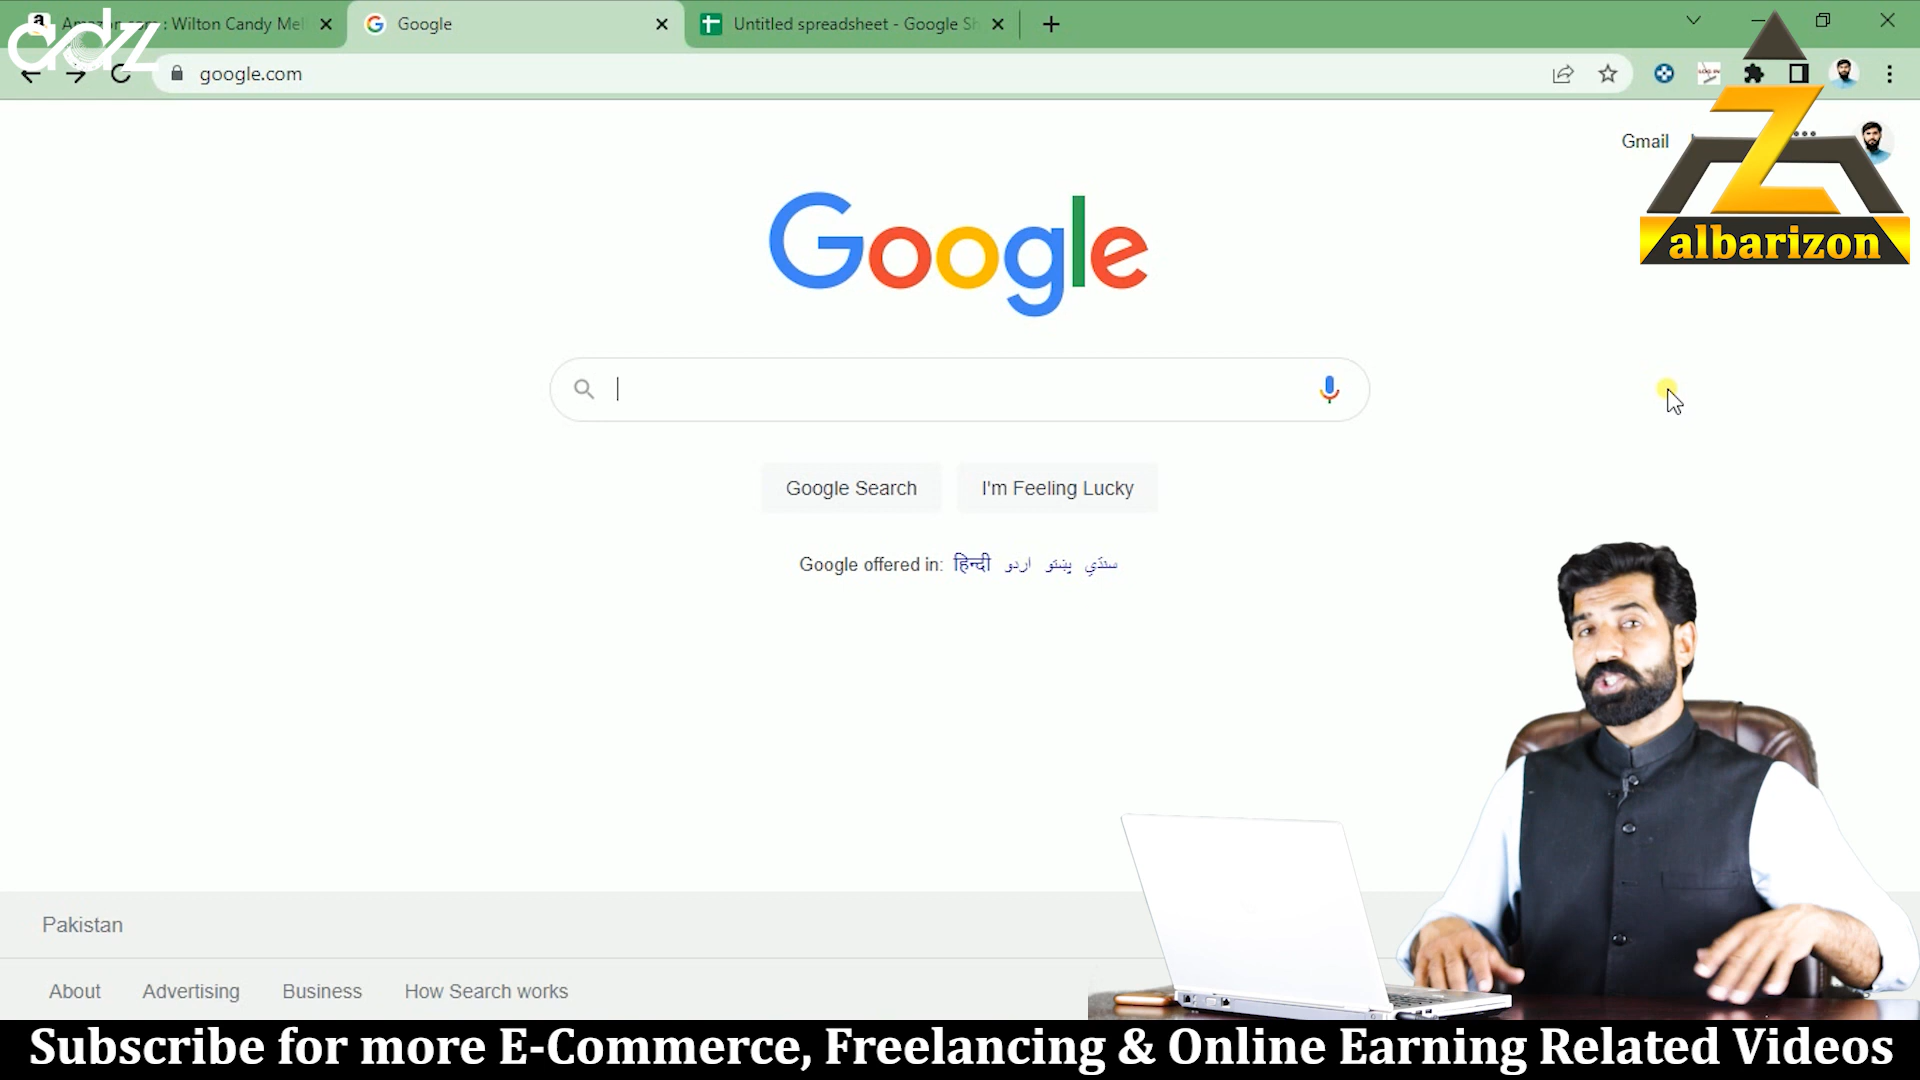 : Wilton Candy Mel
Google
Untitled spreadsheet - Google Sh
adz
google.com
Gmail
albarizon
Google
Google Search
I'm Feeling Lucky
Google offered in: हिन्दी اردو پښتو سنڌي
Pakistan
About Advertising Business How Search works
Subscribe for more E-Commerce, Freelancing & Online Earning Related Videos